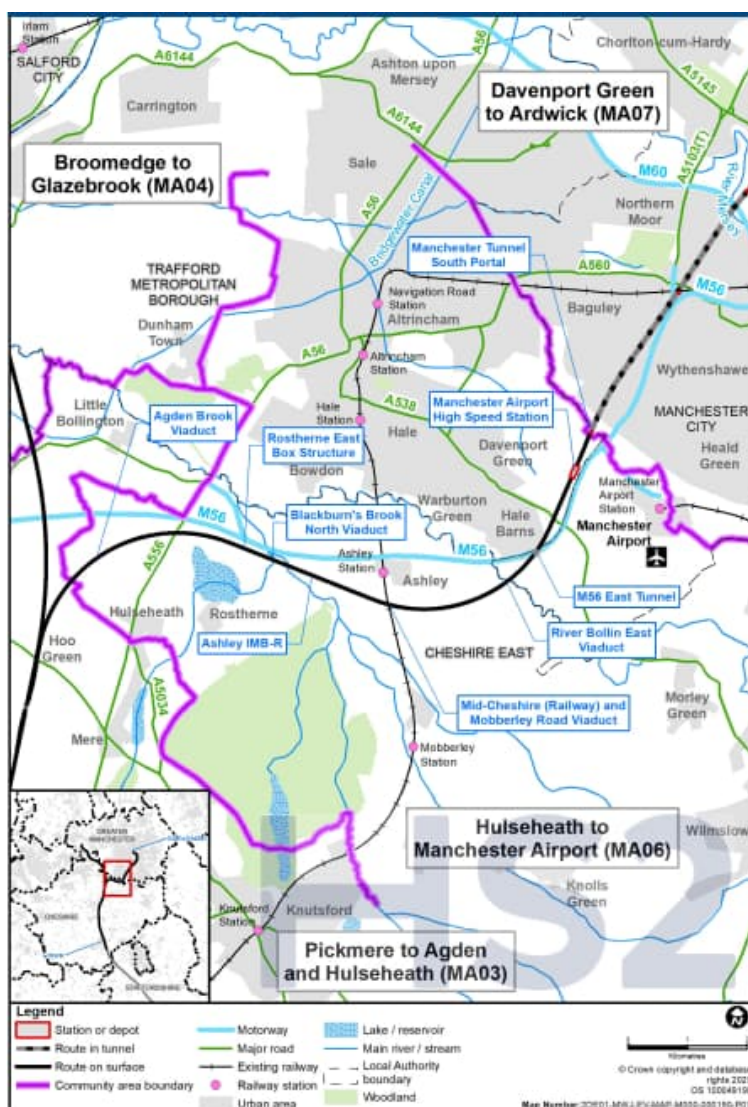 Irlam
Station
SALFORD
CITY
A6144
A56
Chorlton-cum-Hardy
Ashton upon
Mersey
A5145
Carrington
Davenport Green
to Ardwick (MA07)
A6144
A5103(T)
Broomedge to
Glazebrook (MA04)
Sale
M60
River Mersey
A56
Bridgewater Canal
Northern
Moor
Manchester Tunnel
South Portal
TRAFFORD
METROPOLITAN
BOROUGH
A560
M56
Navigation Road
Station
Baguley
Altrincham
Dunham
Town
A56
Altrincham
Station
Wythenshawe
Little
Bollington
Agden Brook
Viaduct
A538
Manchester Airport
High Speed Station
MANCHESTER
CITY
Hale
Station
Rostherne East
Box Structure
Hale
Davenport
Green
Heald
Green
Bowdon
Manchester
Airport
Station
Warburton
Green
M56
Blackburn's Brook
North Viaduct
Hale
Barns
Manchester
Airport
A556
Ashley
Station
M56
Ashley
M56 East Tunnel
Hulseheath
Rostherne
Hoo
Green
Ashley IMB-R
River Bollin East
Viaduct
CHESHIRE EAST
A5034
Mid-Cheshire (Railway) and
Mobberley Road Viaduct
Morley
Green
Mere
Mobberley
Station
GREATER
MANCHESTER
Hulseheath to
Manchester Airport (MA06)
Wilmslow
HS2
CHESHIRE
Knolls
Green
Knutsford
Station
Knutsford
Pickmere to Agden
and Hulseheath (MA03)
Legend
Station or depot
Route in tunnel
Route on surface
Community area boundary
Motorway
Major road
Existing railway
Railway station
Urban area
Lake / reservoir
Main river / stream
Local Authority
boundary
Woodland
N
Kilometres
© Crown copyright and database